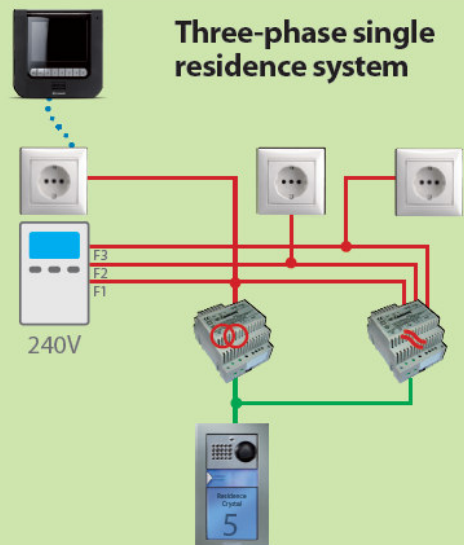 Three-phase single
residence system
F3
F2
F1
240V
Residence
Crystal
5